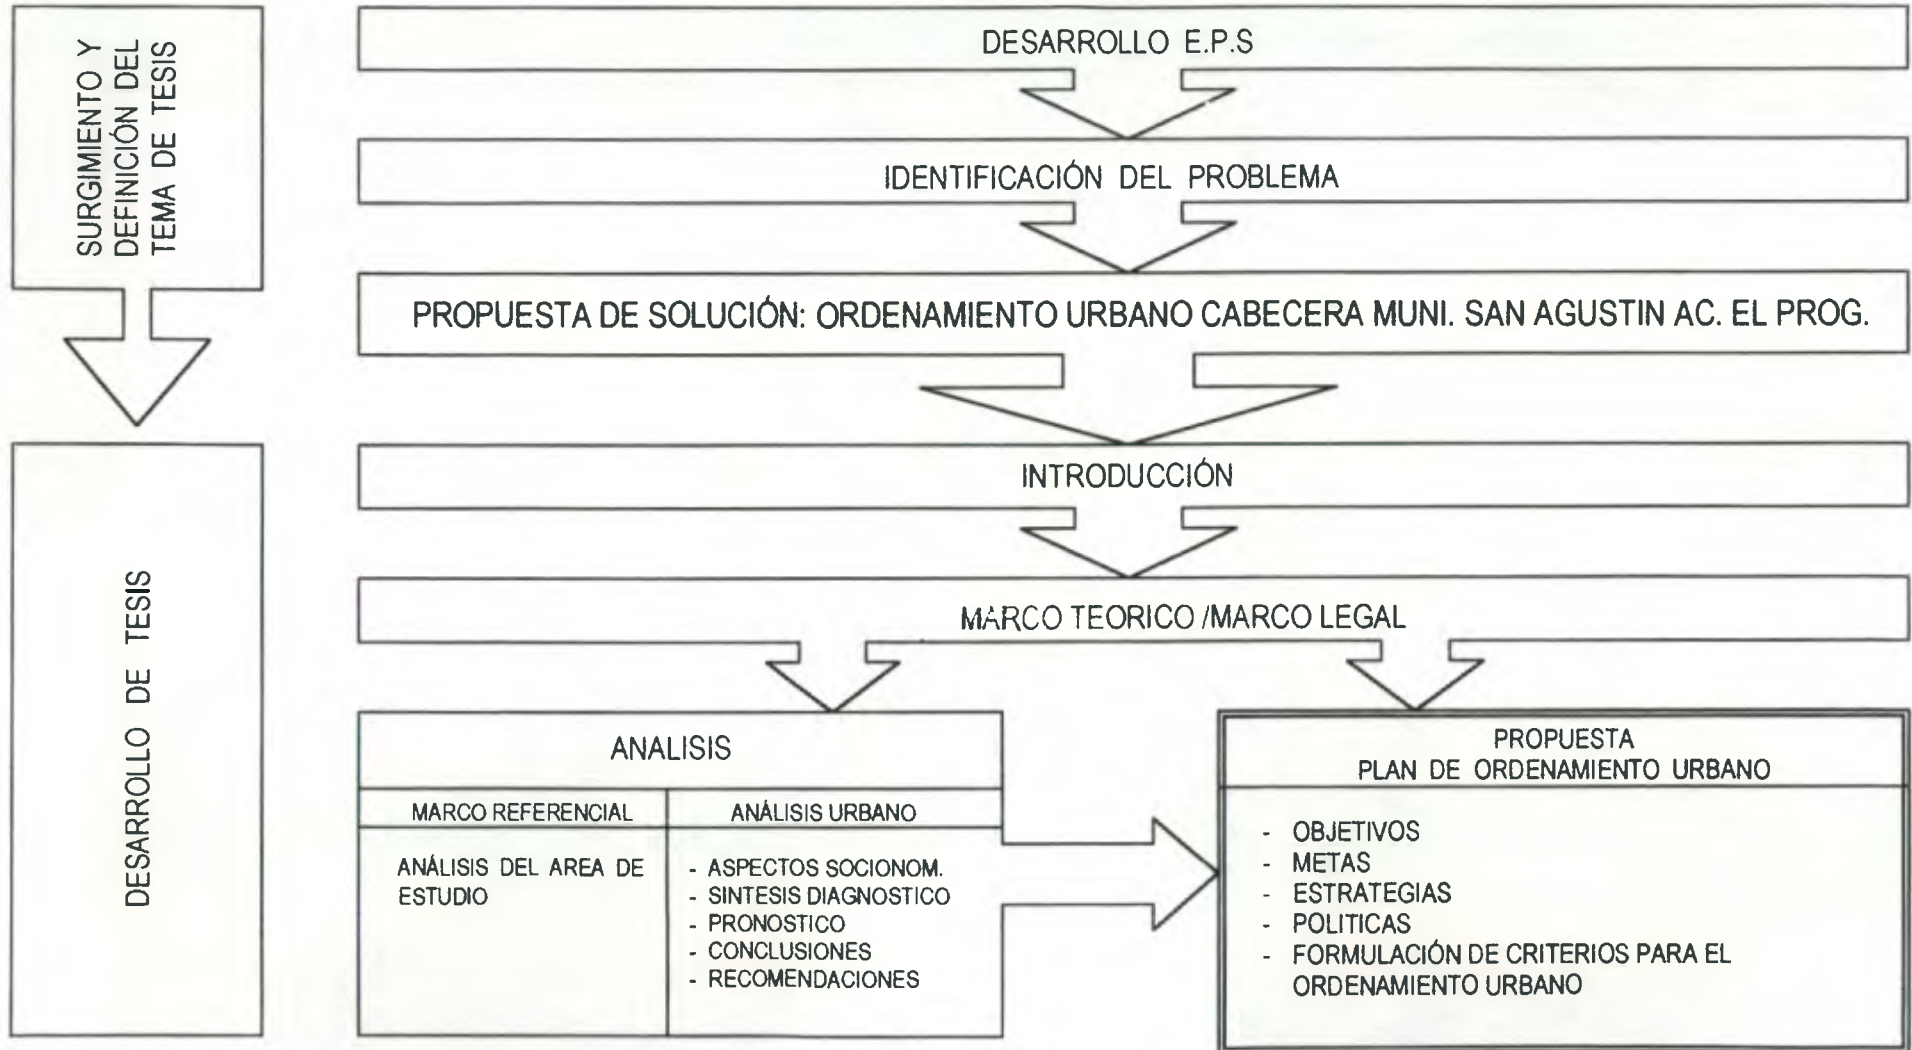 SURGIMIENTO Y
DEFINICIÓN DEL
TEMA DE TESIS
DESARROLLO E.P.S
IDENTIFICACIÓN DEL PROBLEMA
PROPUESTA DE SOLUCIÓN: ORDENAMIENTO URBANO CABECERA MUNI. SAN AGUSTIN AC. EL PROG.
DESARROLLO DE TESIS
INTRODUCCIÓN
MARCO TEORICO /MARCO LEGAL
ANALISIS
MARCO REFERENCIAL
ANÁLISIS DEL AREA DE
ESTUDIO
ANÁLISIS URBANO
- ASPECTOS SOCIONOM.
- SINTESIS DIAGNOSTICO
- PRONOSTICO
- CONCLUSIONES
- RECOMENDACIONES
PROPUESTA
PLAN DE ORDENAMIENTO URBANO
- OBJETIVOS
- METAS
- ESTRATEGIAS
- POLITICAS
- FORMULACIÓN DE CRITERIOS PARA EL
ORDENAMIENTO URBANO